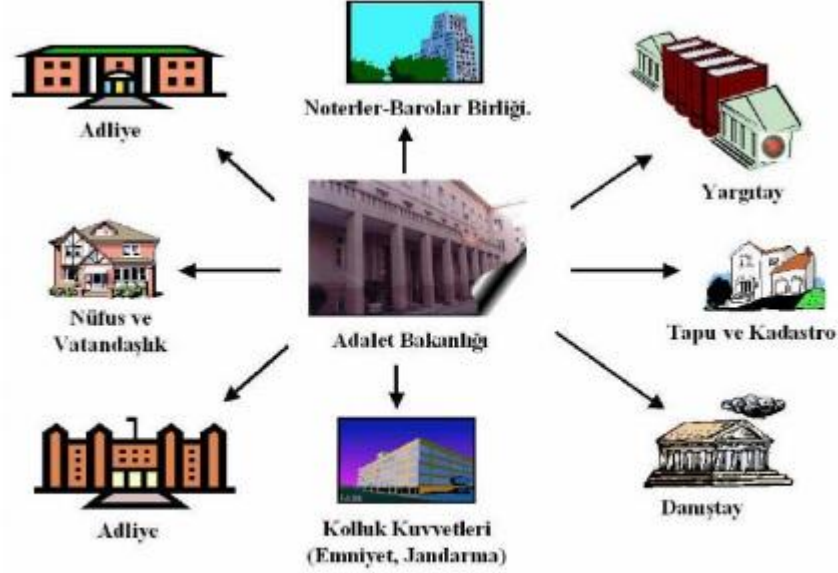 Noterler-Barolar Birliği.
Adliye
Yargıtay
Nüfus ve
Vatandaşlık
Adalet Bakanlığı
Tapu ve Kadastro
Adliye
Kolluk Kuvvetleri
(Emniyet, Jandarma)
Danıştay